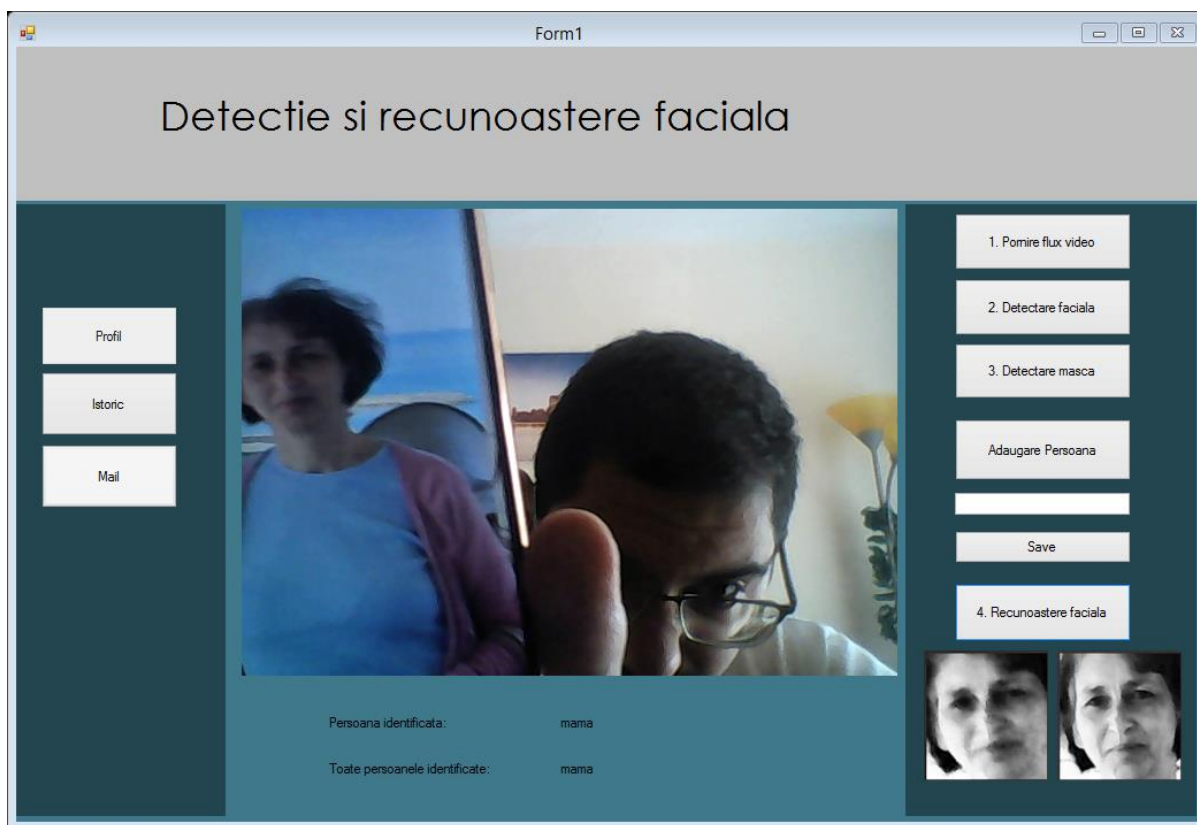 Form1
Detectie si recunoastere faciala
Profil
Istoric
Mail
1. Pornire flux video
2. Detectare faciala
3. Detectare masca
Adaugare Persoana
Save
4. Recunoastere faciala
Persoana identificata: mama
Toate persoanele identificate: mama